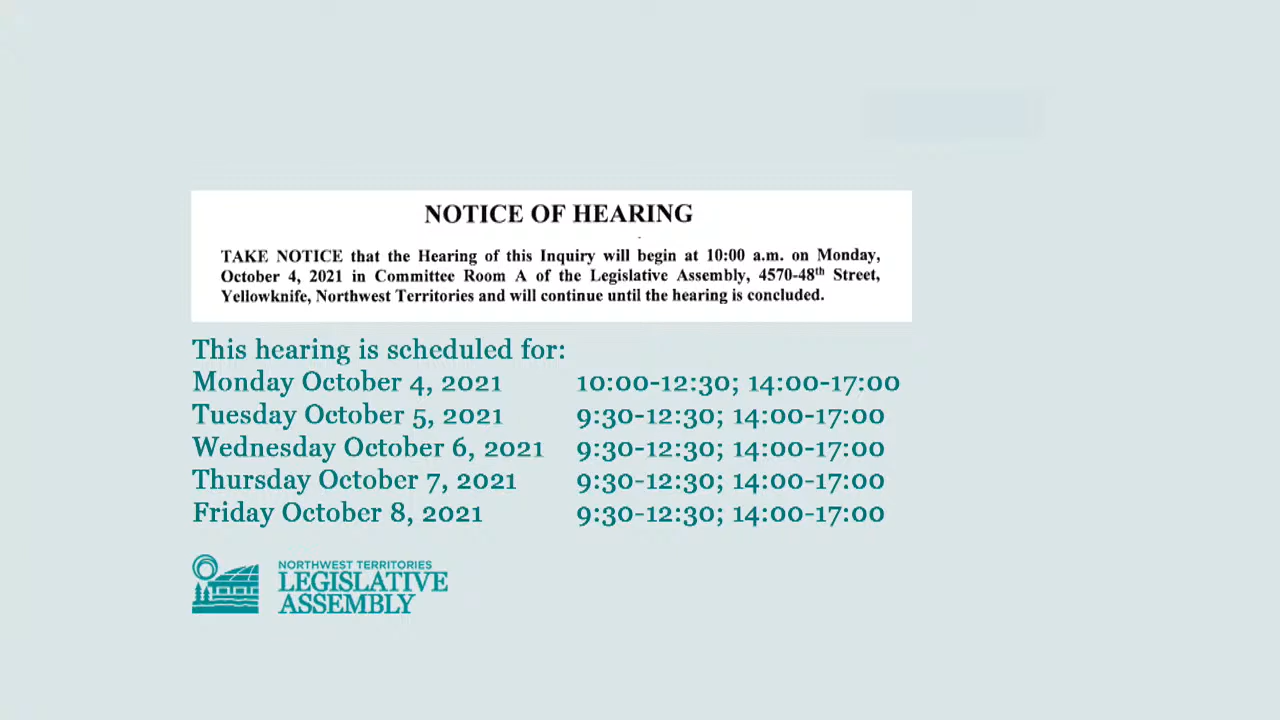 NOTICE OF HEARING
TAKE NOTICE that the Hearing of this Inquiry will begin at 10:00 a.m. on Monday,
October 4, 2021 in Committee Room A of the Legislative Assembly, 4570-48th Street,
Yellowknife, Northwest Territories and will continue until the hearing is concluded.
This hearing is scheduled for:
Monday October 4, 2021 10:00-12:30; 14:00-17:00
Tuesday October 5, 2021 9:30-12:30; 14:00-17:00
Wednesday October 6, 2021 9:30-12:30; 14:00-17:00
Thursday October 7, 2021 9:30-12:30; 14:00-17:00
Friday October 8, 2021 9:30-12:30; 14:00-17:00
NORTHWEST TERRITORIES
LEGISLATIVE
ASSEMBLY